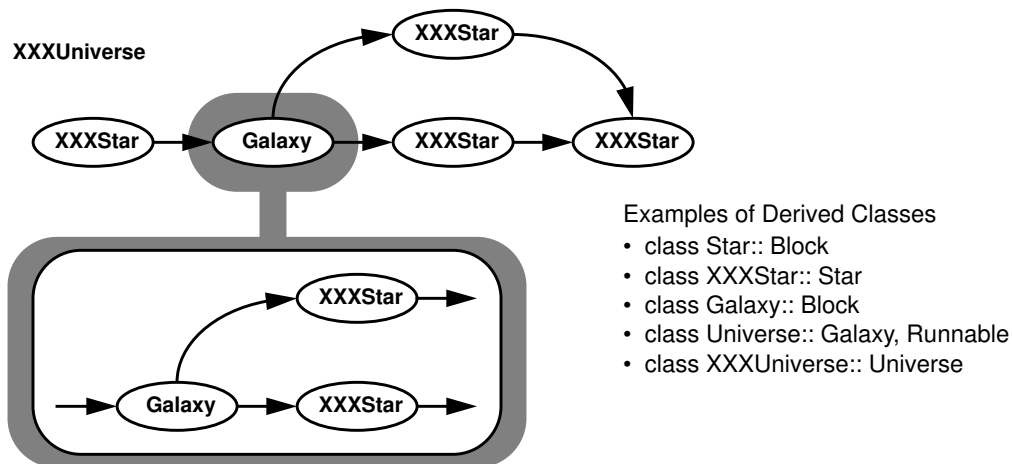 XXXUniverse
XXXStar
XXXStar
Galaxy
XXXStar
XXXStar
Examples of Derived Classes
• class Star:: Block
• class XXXStar:: Star
• class Galaxy:: Block
• class Universe:: Galaxy, Runnable
• class XXXUniverse:: Universe
XXXStar
Galaxy
XXXStar